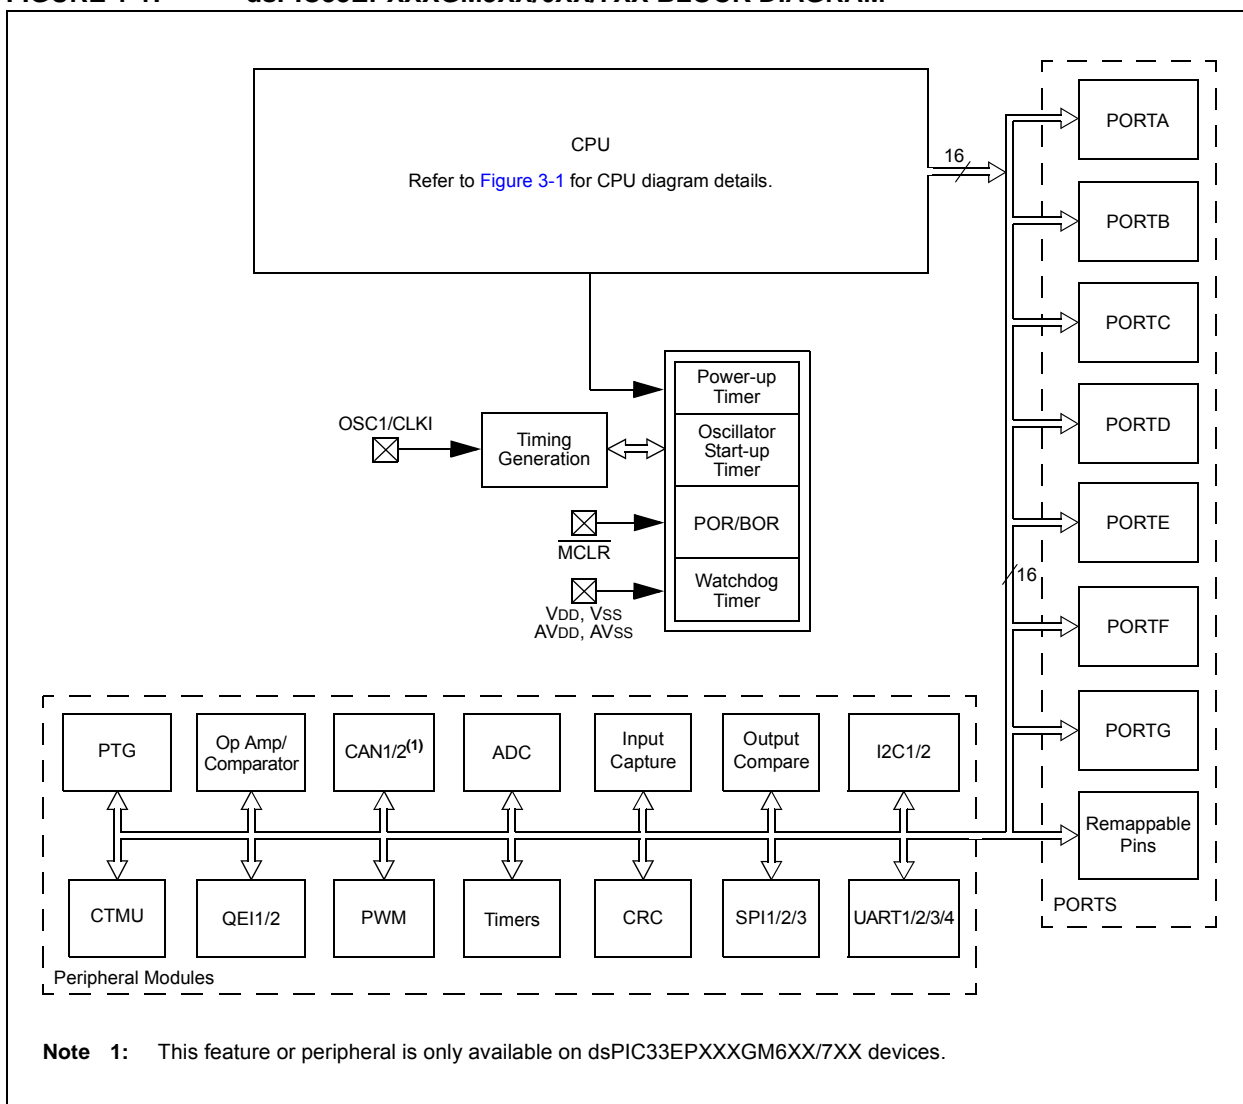 CPU
Refer to Figure 3-1 for CPU diagram details.
16
PORTA
PORTB
PORTC
PORTD
PORTE
16
PORTF
PORTG
Remappable
Pins
PORTS
Power-up
Timer
OSC1/CLKI
Timing
Generation
Oscillator
Start-up
Timer
POR/BOR
MCLR
Watchdog
Timer
VDD, VSS
AVDD, AVSS
PTG
Op Amp/
Comparator
CAN1/2(1)
ADC
Input
Capture
Output
Compare
I2C1/2
CTMU
QEI1/2
PWM
Timers
CRC
SPI1/2/3
UART1/2/3/4
Peripheral Modules
Note 1: This feature or peripheral is only available on dsPIC33EPXXXGM6XX/7XX devices.